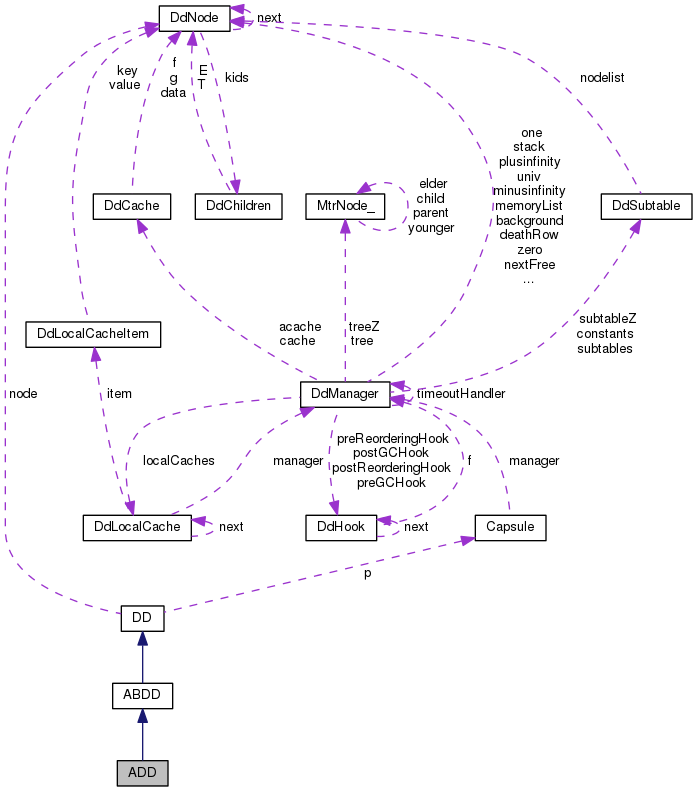 DdNode
next
key
value
f
g
data
E
T
kids
nodelist
one
stack
plusinfinity
univ
minusinfinity
memoryList
background
deathRow
zero
nextFree
...
elder
child
parent
younger
DdCache
DdChildren
MtrNode_
DdSubtable
DdLocalCacheItem
acache
cache
treeZ
tree
subtableZ
constants
subtables
node
item
DdManager
timeoutHandler
localCaches
manager
preReorderingHook
postGCHook
postReorderingHook
preGCHook
f
manager
DdLocalCache
next
DdHook
next
Capsule
p
DD
ABDD
ADD